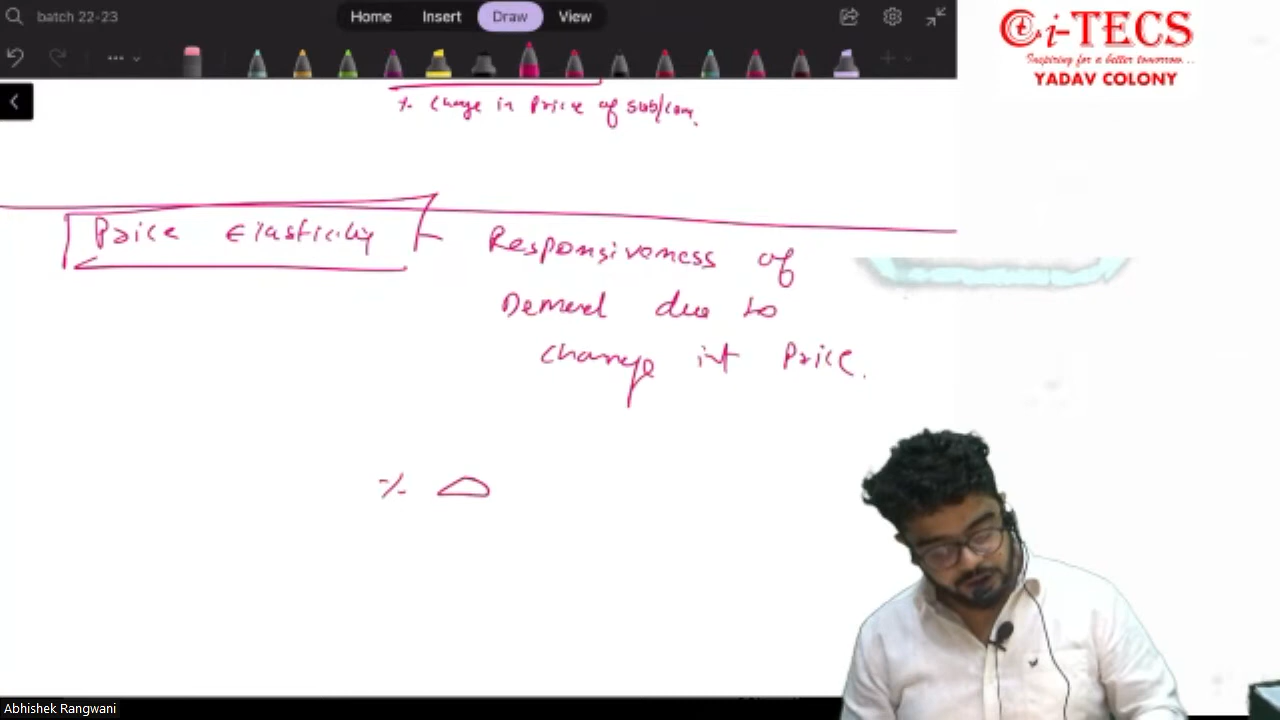 batch 22-23
Home Insert Draw View
i-TECS
Inspiring for a better tomorrow...
YADAV COLONY
% Change in Price of sub/com.
Price Elasticity - Responsiveness of
Demand due to
change int Price.
% △
Abhishek Rangwani